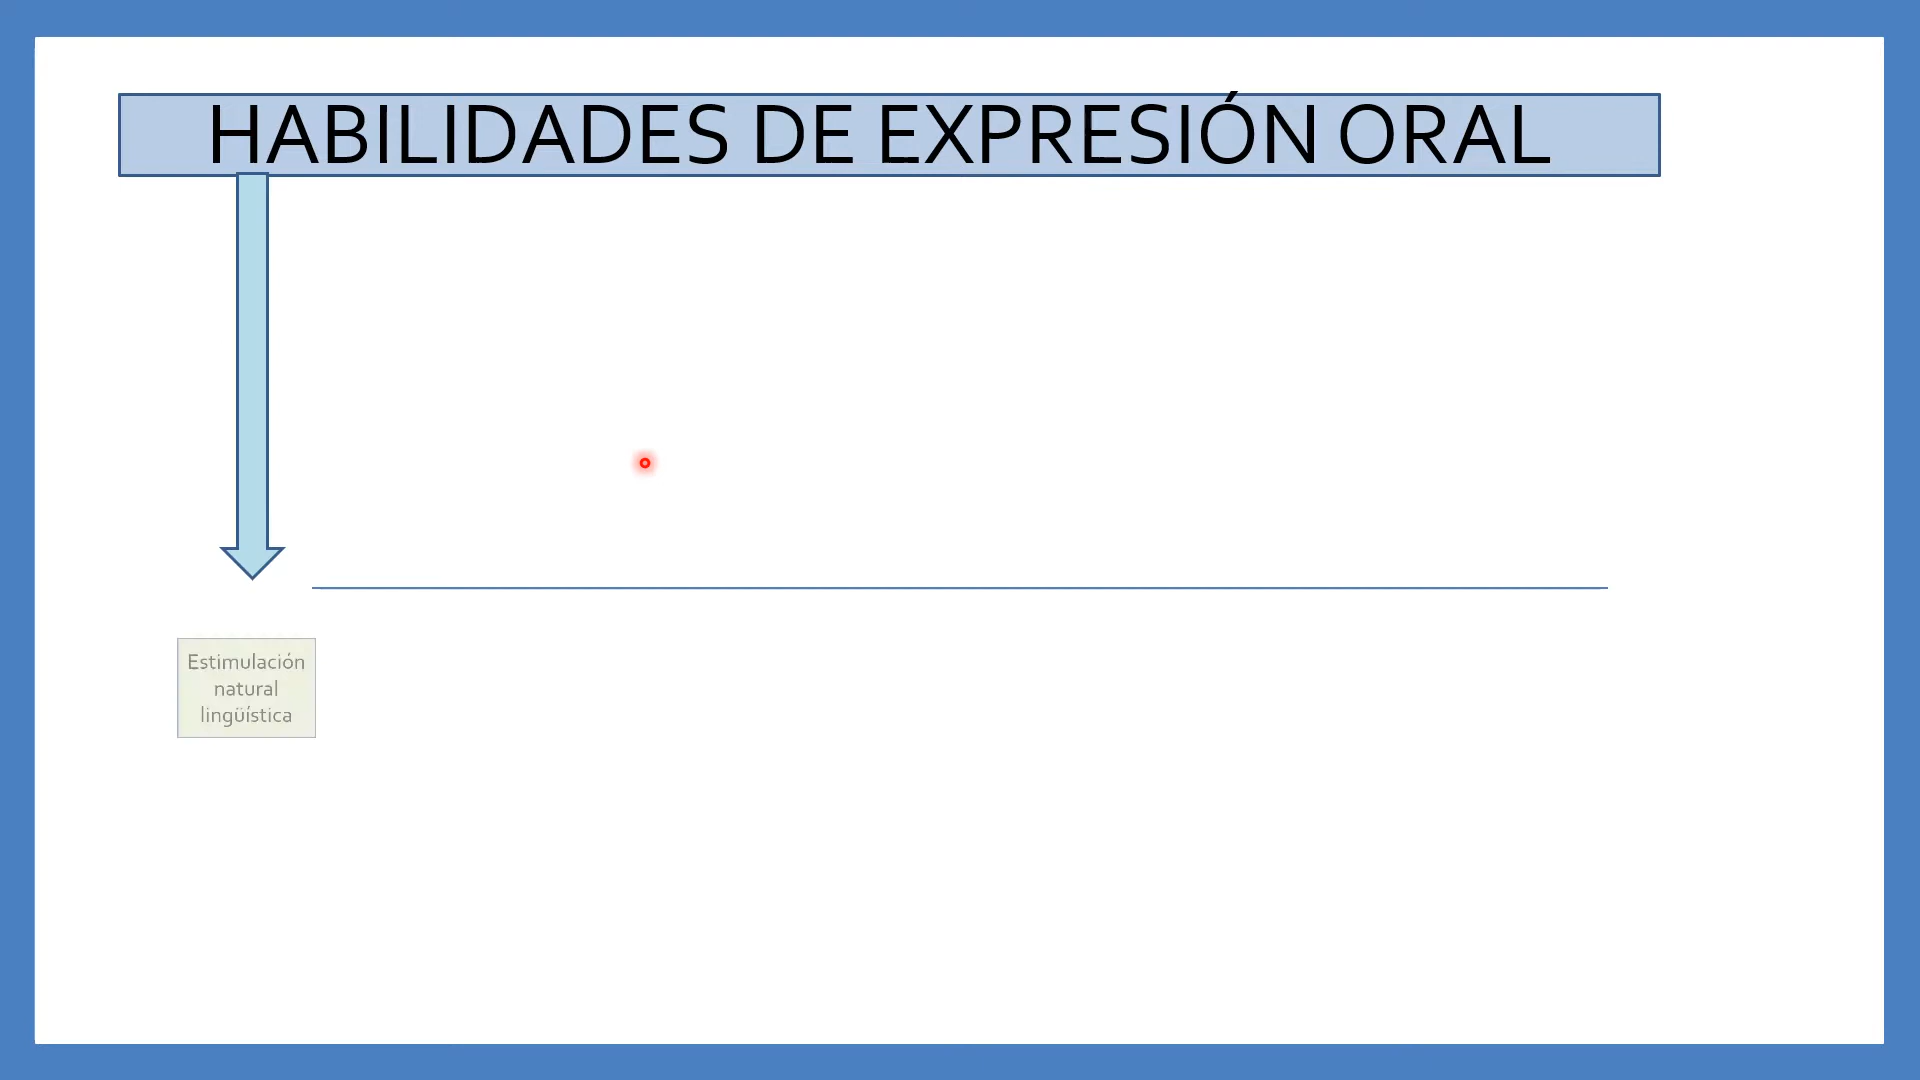 HABILIDADES DE EXPRESIÓN ORAL
Estimulación
natural
lingüística